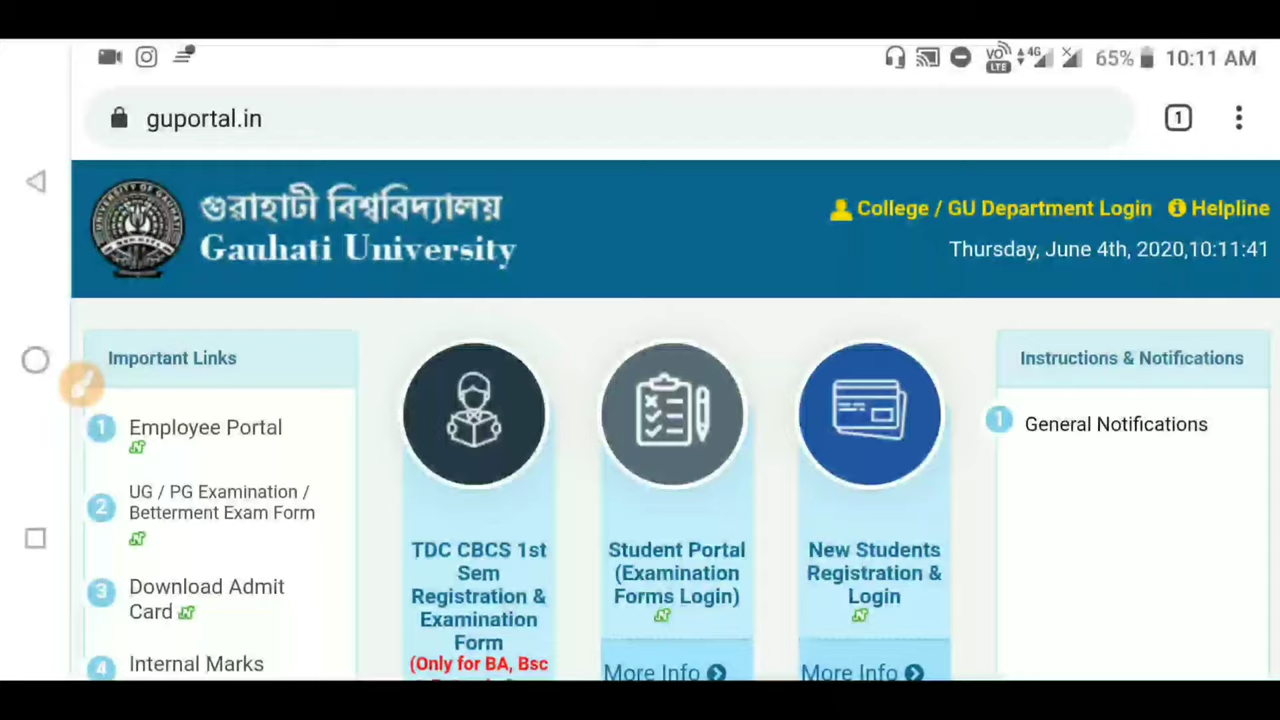 VO LTE 4G 65% 10:11 AM
guportal.in
1
গুৱাহাটী বিশ্ববিদ্যালয়
Gauhati University
College / GU Department Login Helpline
Thursday, June 4th, 2020,10:11:41
Important Links
1 Employee Portal
2 UG / PG Examination /
Betterment Exam Form
3 Download Admit
Card
4 Internal Marks
TDC CBCS 1st
Sem
Registration &
Examination
Form
(Only for BA, Bsc
Student Portal
(Examination
Forms Login)
More Info
New Students
Registration &
Login
More Info
Instructions & Notifications
1 General Notifications